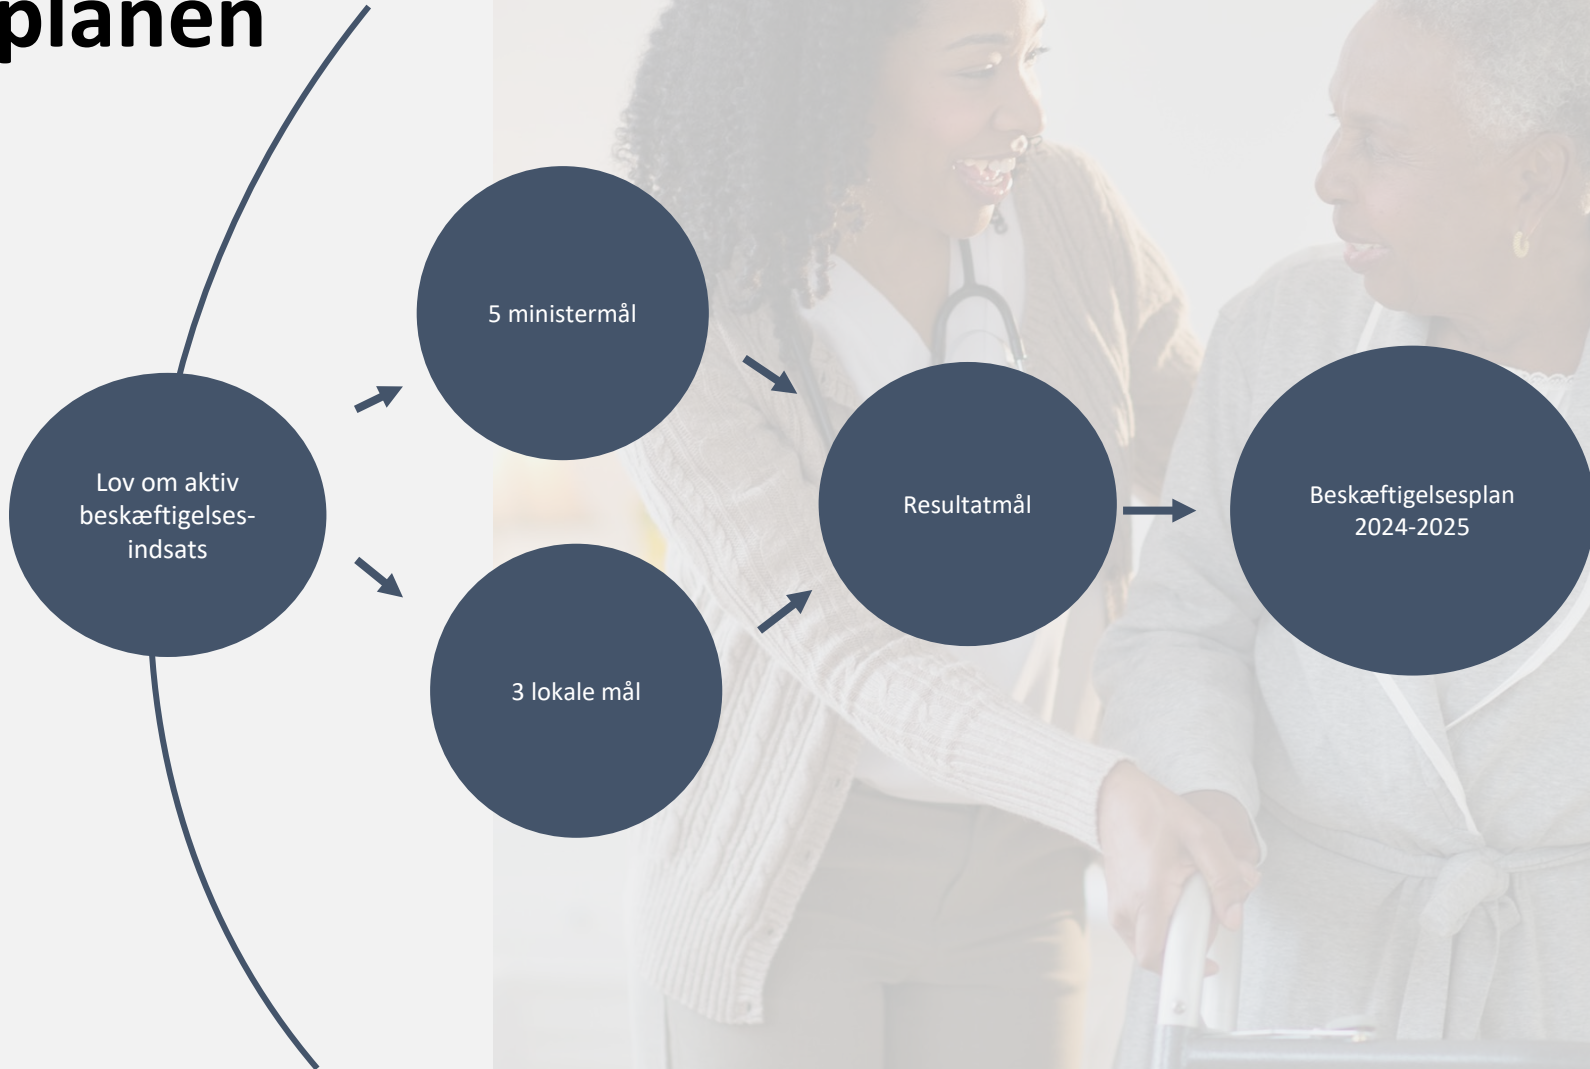 planen
5 ministermål
Lov om aktiv
beskæftigelses-
indsats
Resultatmål
Beskæftigelsesplan
2024-2025
3 lokale mål